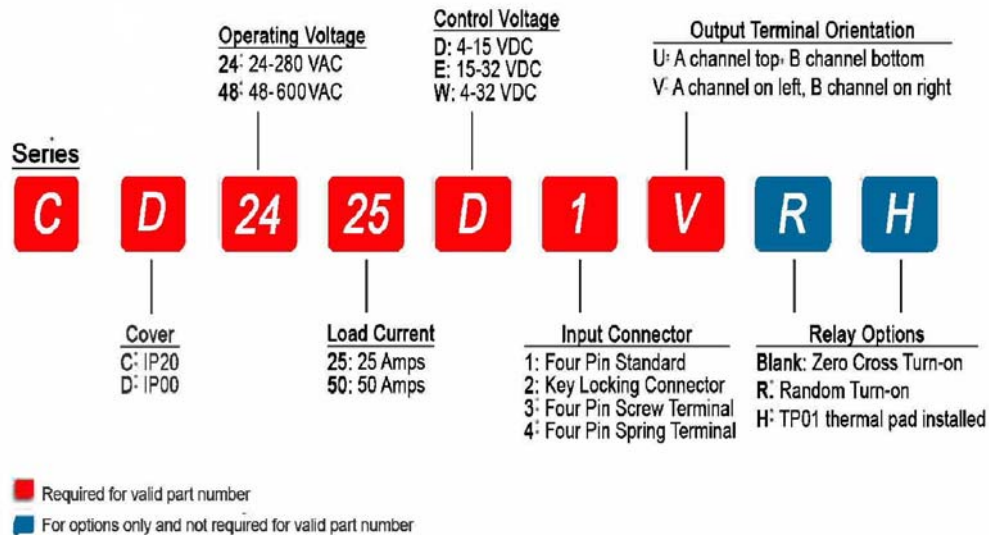 Operating Voltage
24: 24-280 VAC
48: 48-600VAC
Control Voltage
D: 4-15 VDC
E: 15-32 VDC
W: 4-32 VDC
Output Terminal Orientation
U: A channel top, B channel bottom
V: A channel on left, B channel on right
Series
C D 24 25 D 1 V R H
Cover
C: IP20
D: IP00
Load Current
25: 25 Amps
50: 50 Amps
Input Connector
1: Four Pin Standard
2: Key Locking Connector
3: Four Pin Screw Terminal
4: Four Pin Spring Terminal
Relay Options
Blank: Zero Cross Turn-on
R: Random Turn-on
H: TP01 thermal pad installed
Required for valid part number
For options only and not required for valid part number